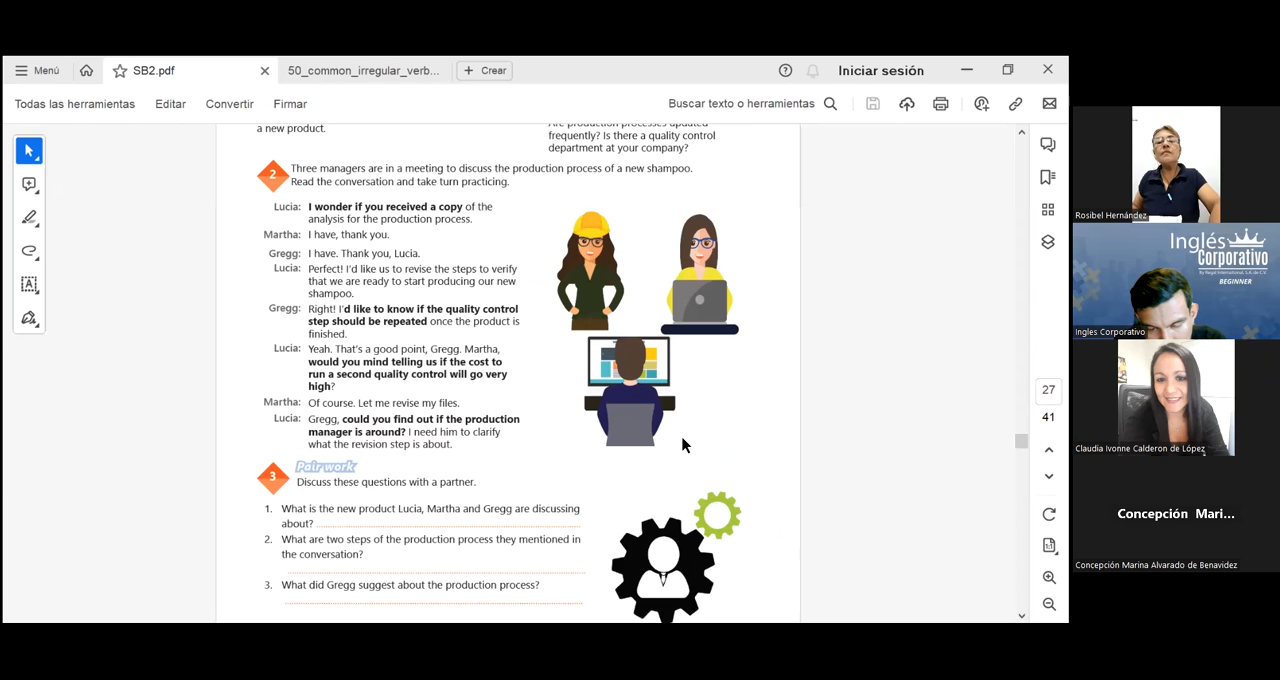 Menú
SB2.pdf
50_common_irregular_verb...
Crear
Iniciar sesión
Todas las herramientas
Editar
Convertir
Firmar
Buscar texto o herramientas
a new product.
Are production processes updated
frequently? Is there a quality control
department at your company?
2
Three managers are in a meeting to discuss the production process of a new shampoo.
Read the conversation and take turn practicing.
Lucia: I wonder if you received a copy of the
analysis for the production process.
Martha: I have, thank you.
Gregg: I have. Thank you, Lucia.
Lucia: Perfect! I'd like us to revise the steps to verify
that we are ready to start producing our new
shampoo.
Gregg: Right! I'd like to know if the quality control
step should be repeated once the product is
finished.
Lucia: Yeah. That's a good point, Gregg. Martha,
would you mind telling us if the cost to
run a second quality control will go very
high?
Martha: Of course. Let me revise my files.
Lucia: Gregg, could you find out if the production
manager is around? I need him to clarify
what the revision step is about.
3
Pair work
Discuss these questions with a partner.
1. What is the new product Lucia, Martha and Gregg are discussing
about?
2. What are two steps of the production process they mentioned in
the conversation?
3. What did Gregg suggest about the production process?
27
41
Rosibel Hernández
Inglés
Corporativo
By Regal International, S.A. de C.V.
BEGINNER
Ingles Corporativo
Claudia Ivonne Calderon de López
Concepción Mari...
Concepción Marina Alvarado de Benavidez